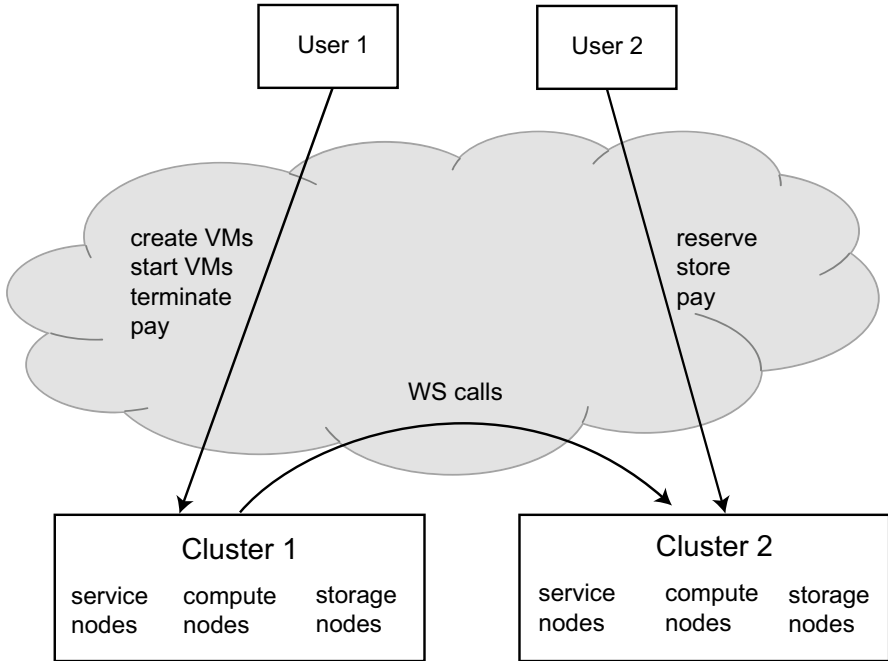 User 1
User 2
create VMs
start VMs
terminate
pay
reserve
store
pay
WS calls
Cluster 1
service
nodes
compute
nodes
storage
nodes
Cluster 2
service
nodes
compute
nodes
storage
nodes